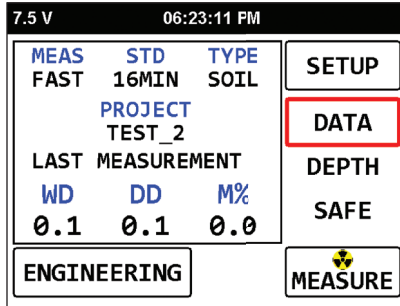 7.5 V 06:23:11 PM
MEAS STD TYPE
FAST 16MIN SOIL
PROJECT
TEST_2
LAST MEASUREMENT
WD DD M%
0.1 0.1 0.0
SETUP
DATA
DEPTH
SAFE
ENGINEERING
MEASURE